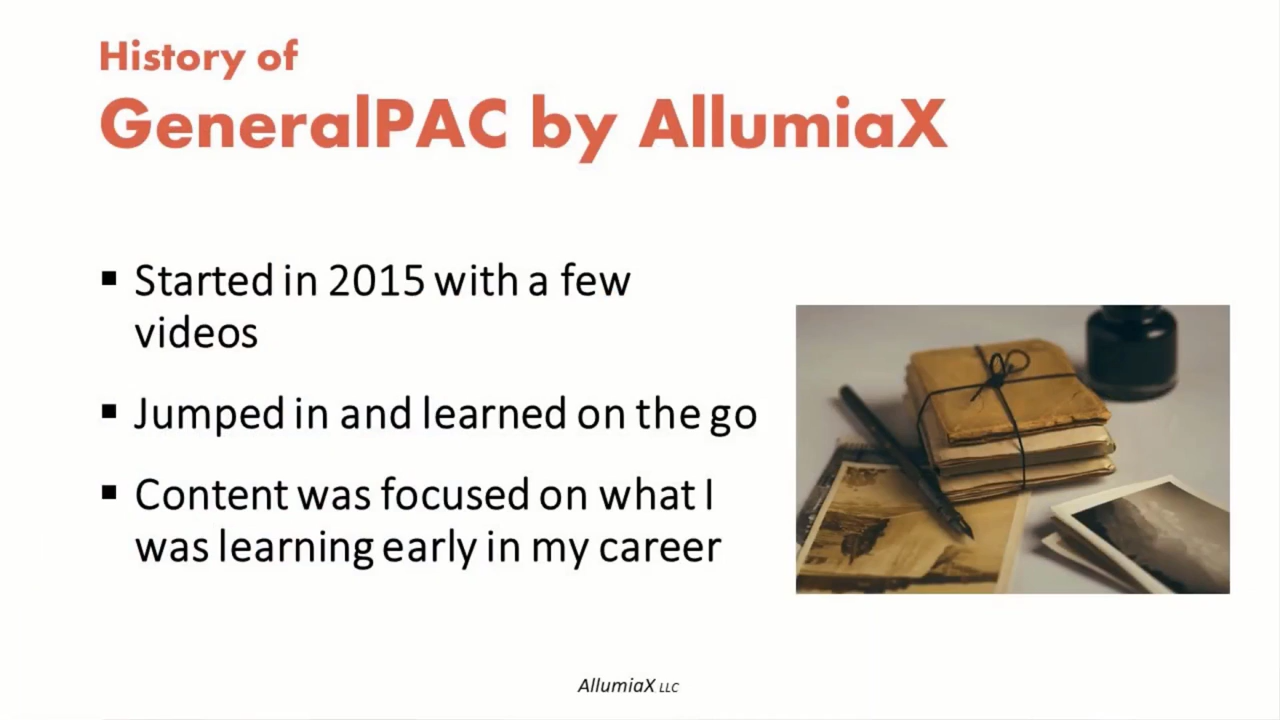 History of
GeneralPAC by AllumiaX
▪ Started in 2015 with a few
videos
▪ Jumped in and learned on the go
▪ Content was focused on what I
was learning early in my career
AllumiaX LLC